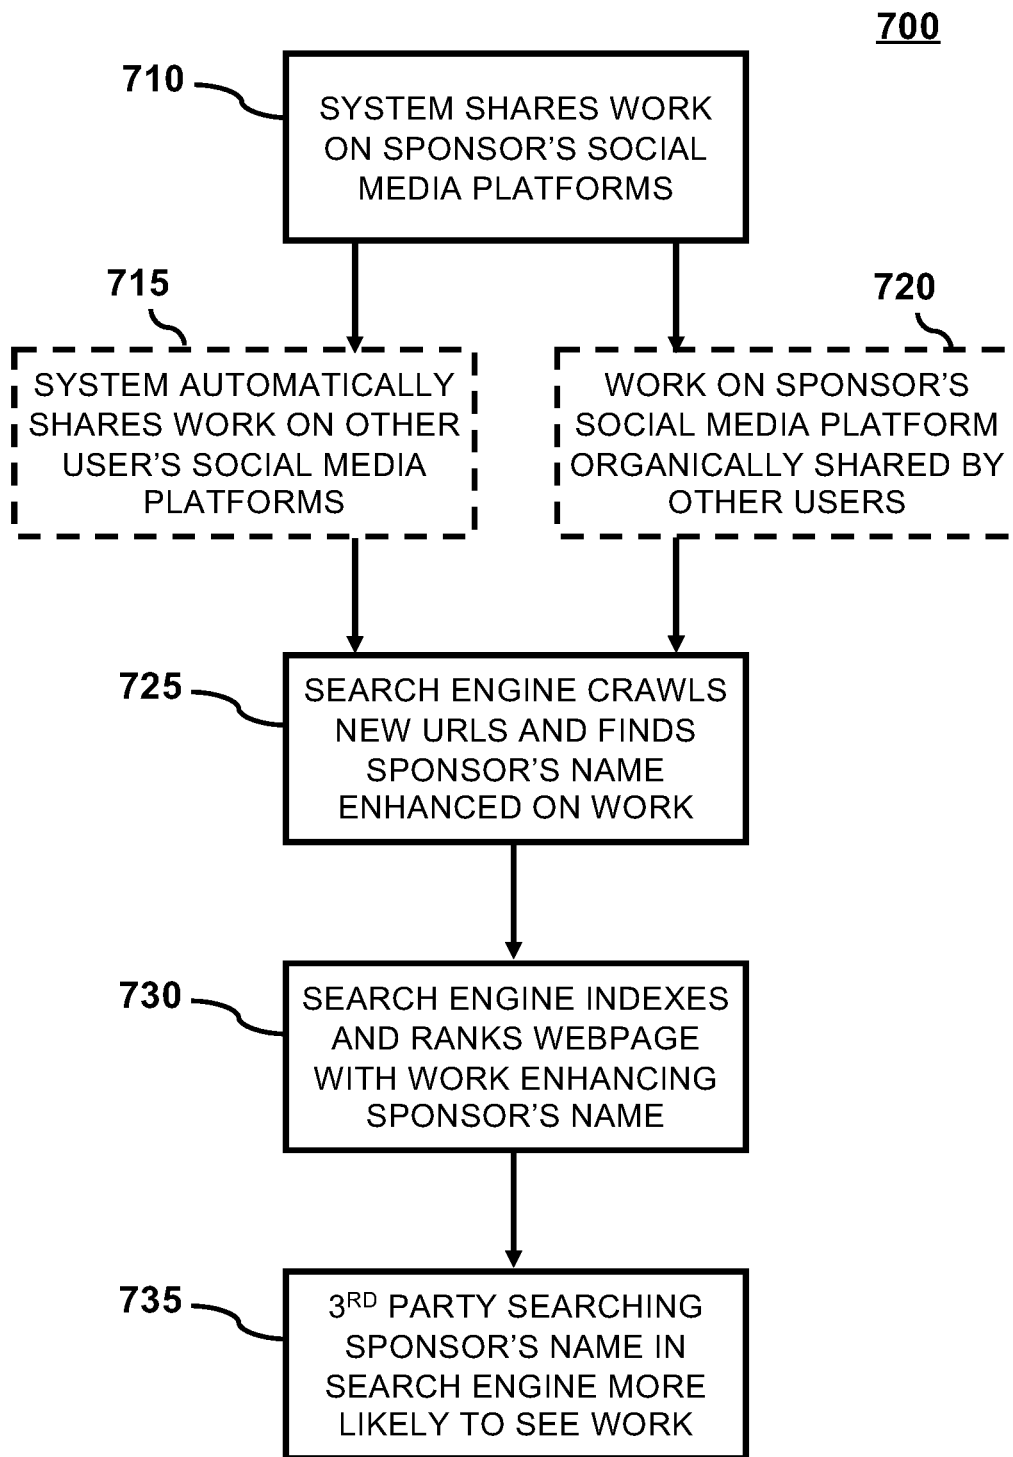 700
710
SYSTEM SHARES WORK
ON SPONSOR'S SOCIAL
MEDIA PLATFORMS
715
720
SYSTEM AUTOMATICALLY
SHARES WORK ON OTHER
USER'S SOCIAL MEDIA
PLATFORMS
WORK ON SPONSOR'S
SOCIAL MEDIA PLATFORM
ORGANICALLY SHARED BY
OTHER USERS
725
SEARCH ENGINE CRAWLS
NEW URLS AND FINDS
SPONSOR'S NAME
ENHANCED ON WORK
730
SEARCH ENGINE INDEXES
AND RANKS WEBPAGE
WITH WORK ENHANCING
SPONSOR'S NAME
735
3RD PARTY SEARCHING
SPONSOR'S NAME IN
SEARCH ENGINE MORE
LIKELY TO SEE WORK